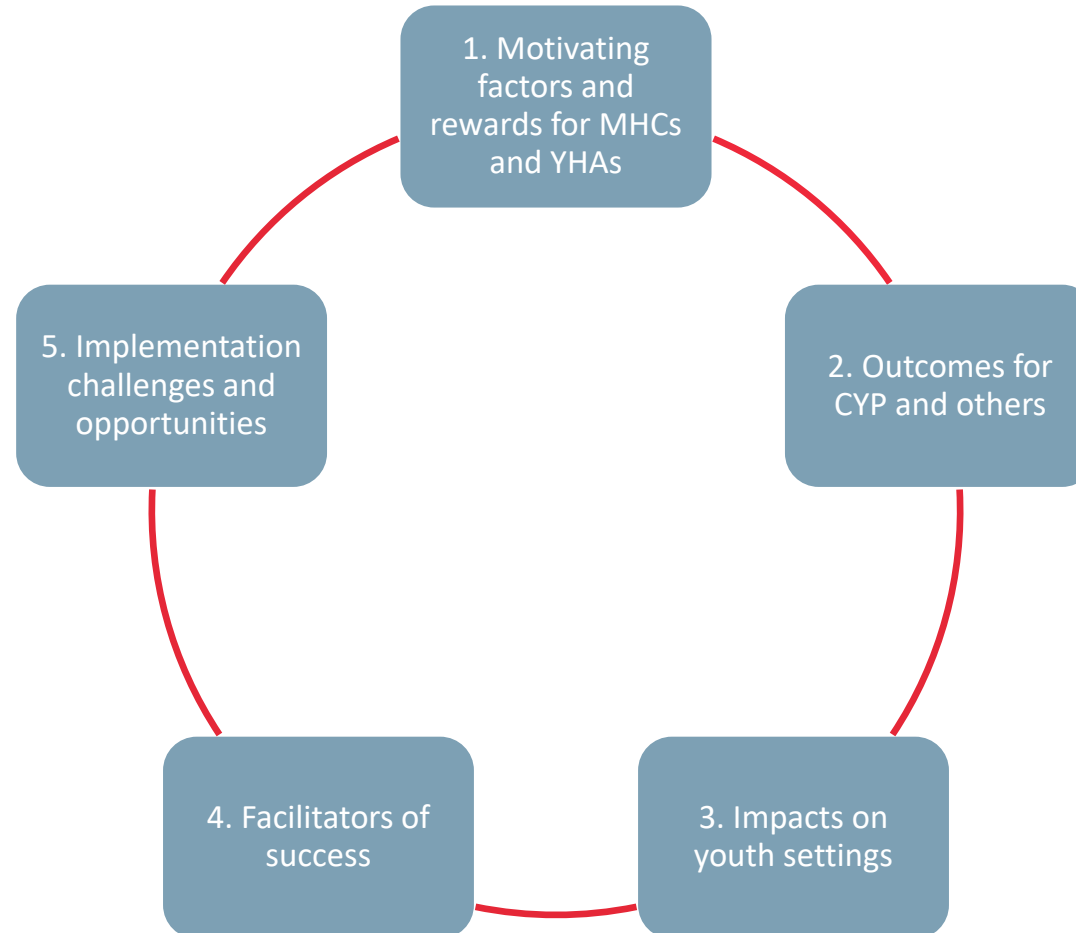 1. Motivating
factors and
rewards for MHCs
and YHAs
2. Outcomes for
CYP and others
3. Impacts on
youth settings
4. Facilitators of
success
5. Implementation
challenges and
opportunities